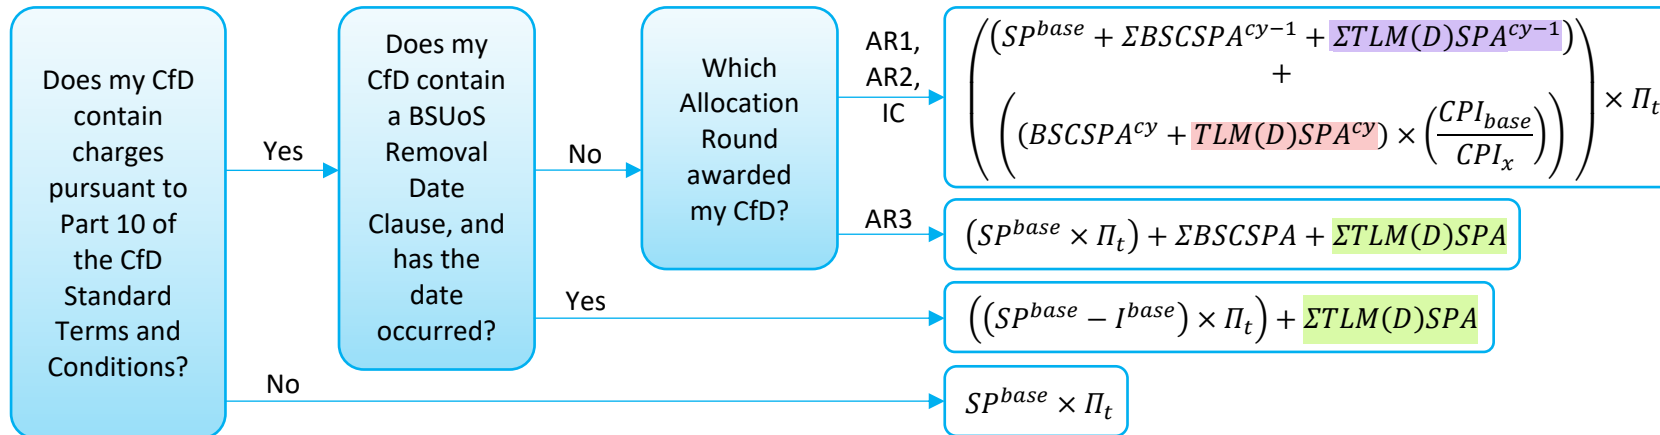 Does my CfD
contain
charges
pursuant to
Part 10 of
the CfD
Standard
Terms and
Conditions?
Yes
No
Does my
CfD contain
a BSUoS
Removal
Date
Clause, and
has the
date
occurred?
No
Yes
Which
Allocation
Round
awarded
my CfD?
AR1,
AR2,
IC
AR3
((SP^{base} + ΣBSCSPA^{cy−1} + ΣTLM(D)SPA^{cy−1})
+
((BSCSPA^{cy} + TLM(D)SPA^{cy}) × (CPI_{base}/CPI_x))) × Π_t
(SP^{base} × Π_t) + ΣBSCSPA + ΣTLM(D)SPA
((SP^{base} − I^{base}) × Π_t) + ΣTLM(D)SPA
SP^{base} × Π_t